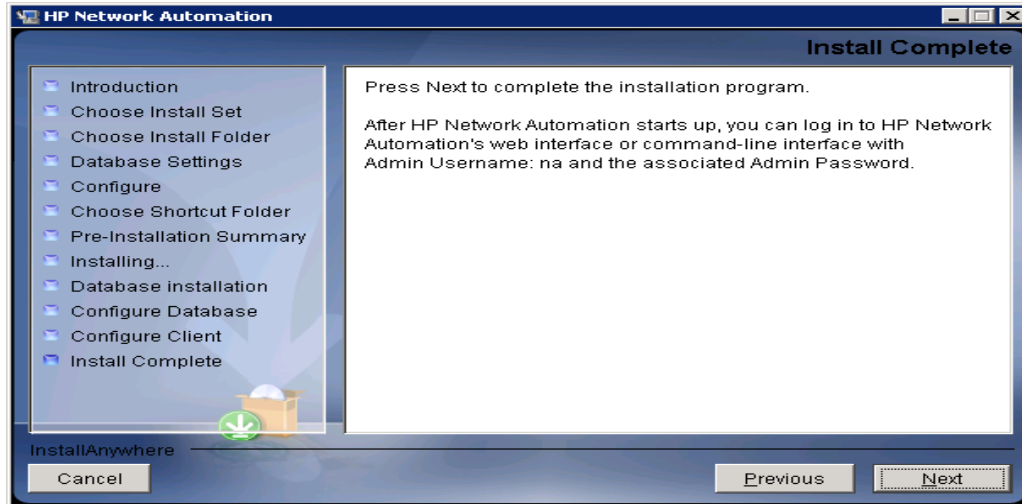 HP Network Automation
Install Complete
Introduction
Choose Install Set
Choose Install Folder
Database Settings
Configure
Choose Shortcut Folder
Pre-Installation Summary
Installing...
Database installation
Configure Database
Configure Client
Install Complete
Press Next to complete the installation program.
After HP Network Automation starts up, you can log in to HP Network
Automation's web interface or command-line interface with
Admin Username: na and the associated Admin Password.
InstallAnywhere
Cancel
Previous
Next